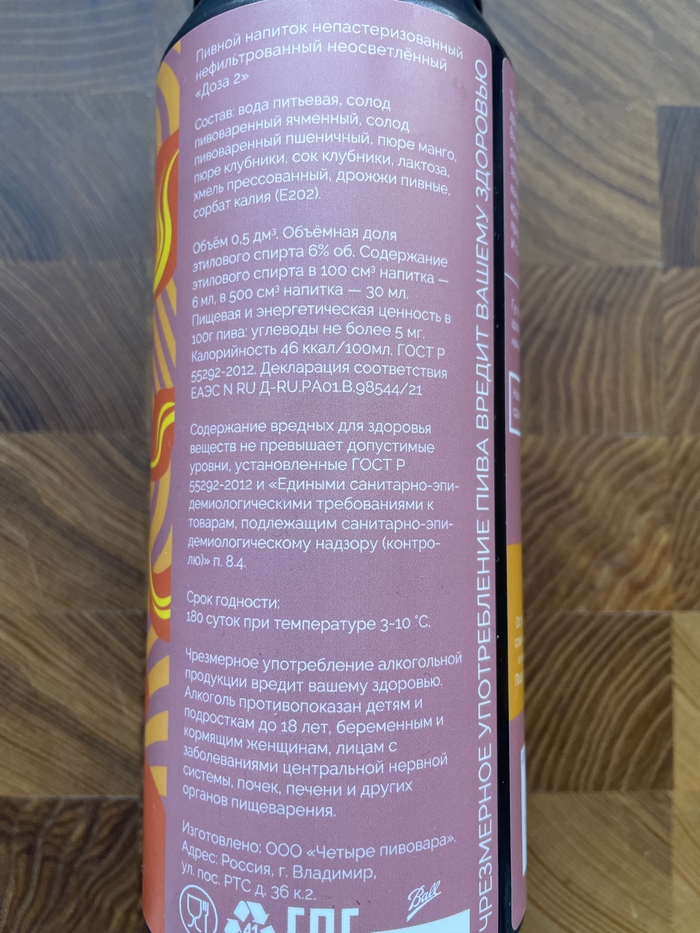 Пивной напиток непастеризованный
нефильтрованный неосветлённый
«Доза 2»
Состав: вода питьевая, солод
пивоваренный ячменный, солод
пивоваренный пшеничный, пюре манго,
пюре клубники, сок клубники, лактоза,
хмель прессованный, дрожжи пивные,
сорбат калия (Е202).
Объём 0,5 дм³. Объёмная доля
этилового спирта 6% об. Содержание
этилового спирта в 100 см³ напитка —
6 мл, в 500 см³ напитка — 30 мл.
Пищевая и энергетическая ценность в
100г пива: углеводы не более 5 мг.
Калорийность 46 ккал/100мл. ГОСТ Р
55292-2012. Декларация соответствия
ЕАЭС N RU Д-RU.РА01.В.98544/21
Содержание вредных для здоровья
веществ не превышает допустимые
уровни, установленные ГОСТ Р
55292-2012 и «Едиными санитарно-эпи-
демиологическими требованиями к
товарам, подлежащим санитарно-эпи-
демиологическому надзору (контро-
лю)» п. 8.4.
Срок годности:
180 суток при температуре 3-10 °С.
Чрезмерное употребление алкогольной
продукции вредит вашему здоровью.
Алкоголь противопоказан детям и
подросткам до 18 лет, беременным и
кормящим женщинам, лицам с
заболеваниями центральной нервной
системы, почек, печени и других
органов пищеварения.
Изготовлено: ООО «Четыре пивовара».
Адрес: Россия, г. Владимир,
ул. пос. РТС д. 36 к.2.
41
Ball
ЧРЕЗМЕРНОЕ УПОТРЕБЛЕНИЕ ПИВА ВРЕДИТ ВАШЕМУ ЗДОРОВЬЮ